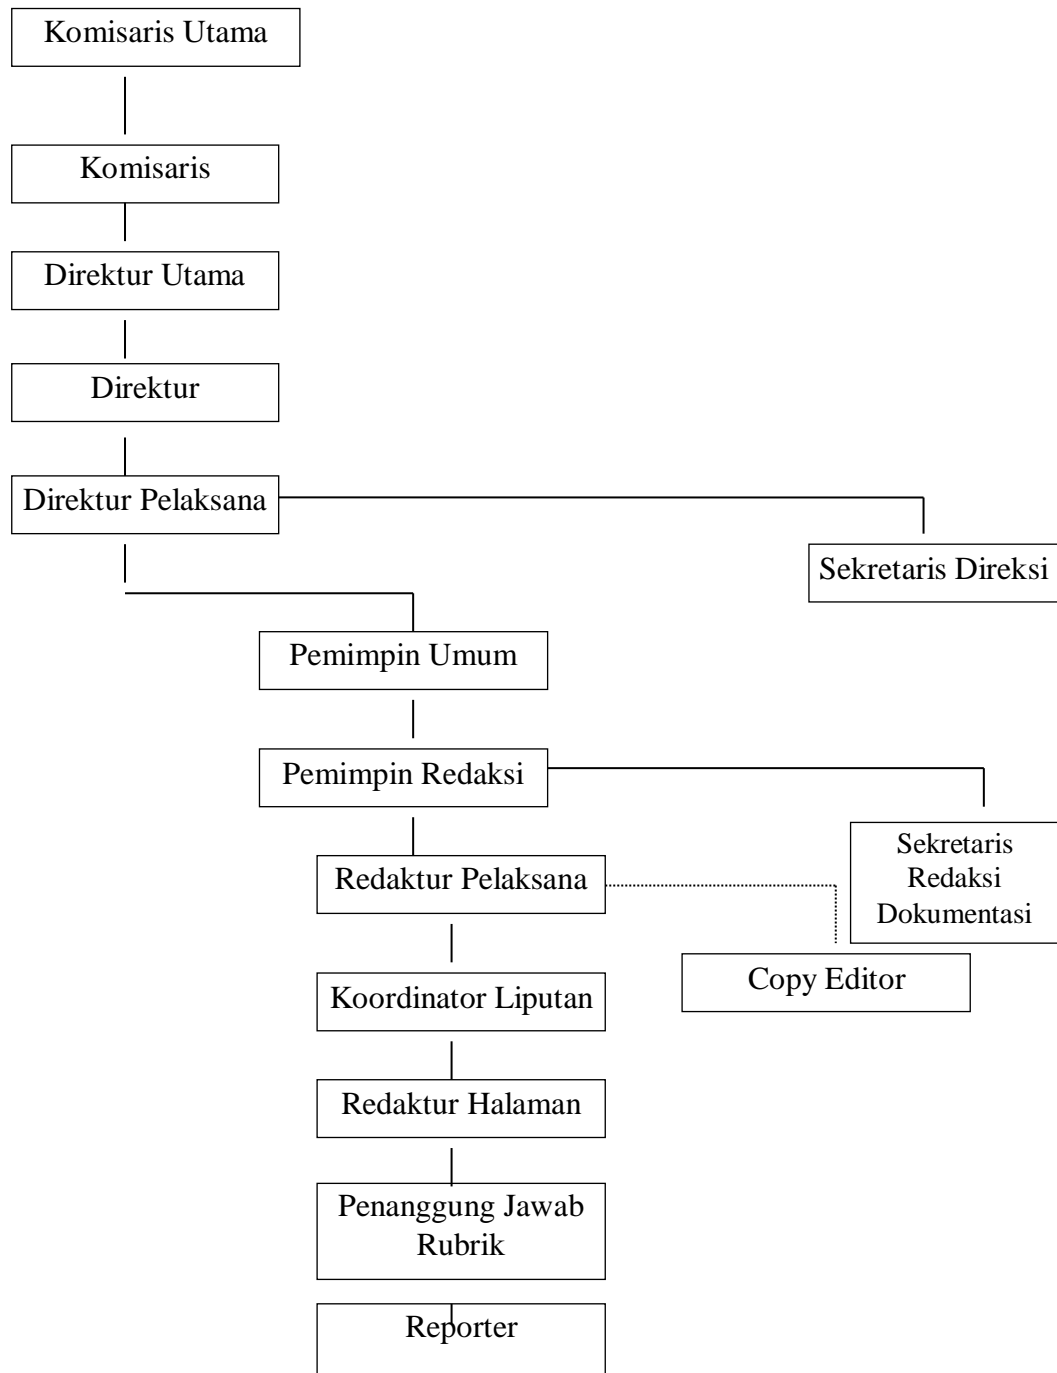 Komisaris Utama
Komisaris
Direktur Utama
Direktur
Direktur Pelaksana
Sekretaris Direksi
Pemimpin Umum
Pemimpin Redaksi
Sekretaris
Redaksi
Dokumentasi
Redaktur Pelaksana
Copy Editor
Koordinator Liputan
Redaktur Halaman
Penanggung Jawab
Rubrik
Reporter